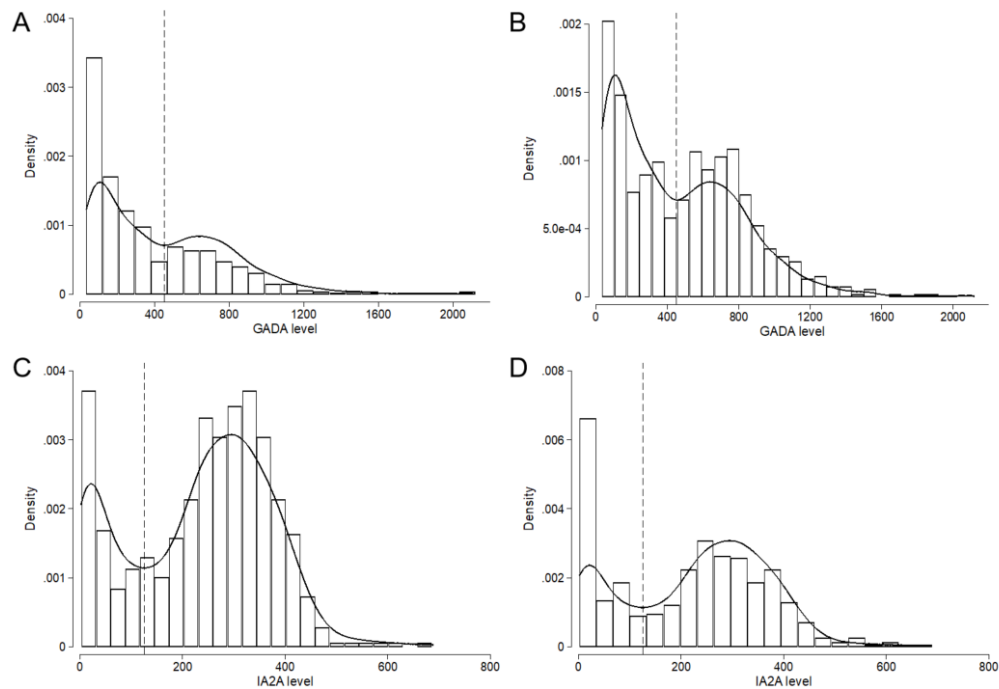 A
.004
.003
.002
.001
0
Density
0 400 800 1200 1600 2000
GADA level
B
.002
.0015
.001
5.0e-04
0
Density
0 400 800 1200 1600 2000
GADA level
C
.004
.003
.002
.001
0
Density
0 200 400 600 800
IA2A level
D
.008
.006
.004
.002
0
Density
0 200 400 600 800
IA2A level